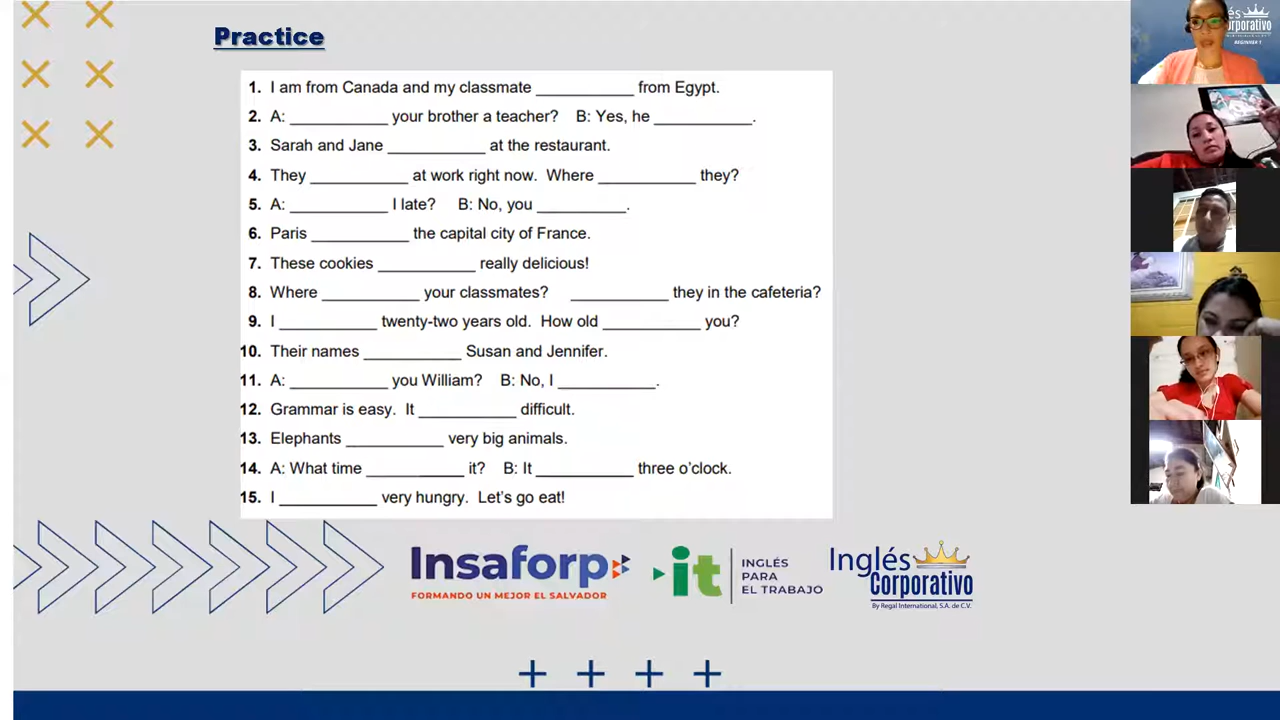 Practice
1. I am from Canada and my classmate ___________ from Egypt.
2. A: ___________ your brother a teacher? B: Yes, he ___________.
3. Sarah and Jane ___________ at the restaurant.
4. They ___________ at work right now. Where ___________ they?
5. A: ___________ I late? B: No, you __________.
6. Paris ___________ the capital city of France.
7. These cookies ___________ really delicious!
8. Where ___________ your classmates? ___________ they in the cafeteria?
9. I ___________ twenty-two years old. How old ___________ you?
10. Their names ___________ Susan and Jennifer.
11. A: ___________ you William? B: No, I ___________.
12. Grammar is easy. It ___________ difficult.
13. Elephants ___________ very big animals.
14. A: What time ___________ it? B: It ___________ three o'clock.
15. I ___________ very hungry. Let's go eat!
Insaforp
FORMANDO UN MEJOR EL SALVADOR
it
INGLÉS
PARA
EL TRABAJO
Inglés
Corporativo
By Regal International, S.A. de C.V.
orporativo
BEGINNER 1